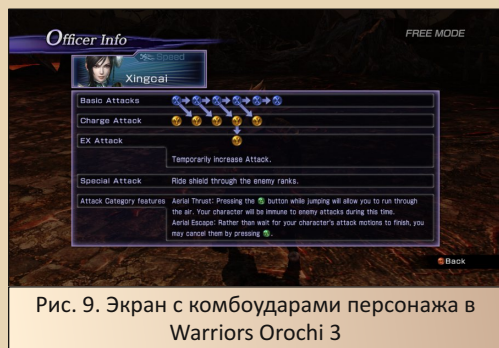 Officer Info
FREE MODE
Speed
Xingcai
Basic Attacks
Charge Attack
EX Attack
Temporarily increase Attack.
Special Attack
Ride shield through the enemy ranks.
Attack Category features
Aerial Thrust: Pressing the button while jumping will allow you to run through
the air. Your character will be immune to enemy attacks during this time.
Aerial Escape: Rather than wait for your character's attack motions to finish, you
may cancel them by pressing .
Back
Рис. 9. Экран с комбоударами персонажа в
Warriors Orochi 3